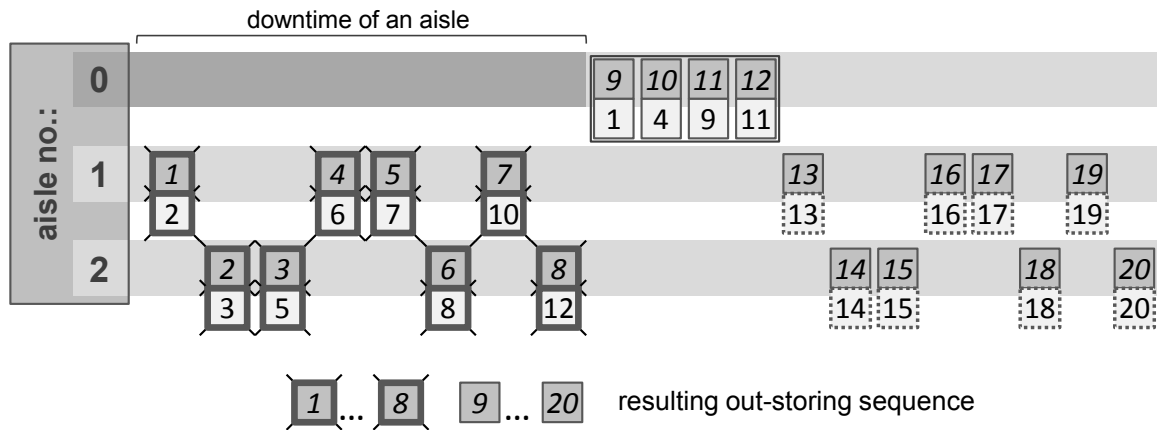 downtime of an aisle
aisle no.:
0
9 10 11 12
1 4 9 11
1
1 4 5 7 13 16 17 19
2 6 7 10 13 16 17 19
2
2 3 6 8 14 15 18 20
3 5 8 12 14 15 18 20
1 ... 8 9 ... 20 resulting out-storing sequence